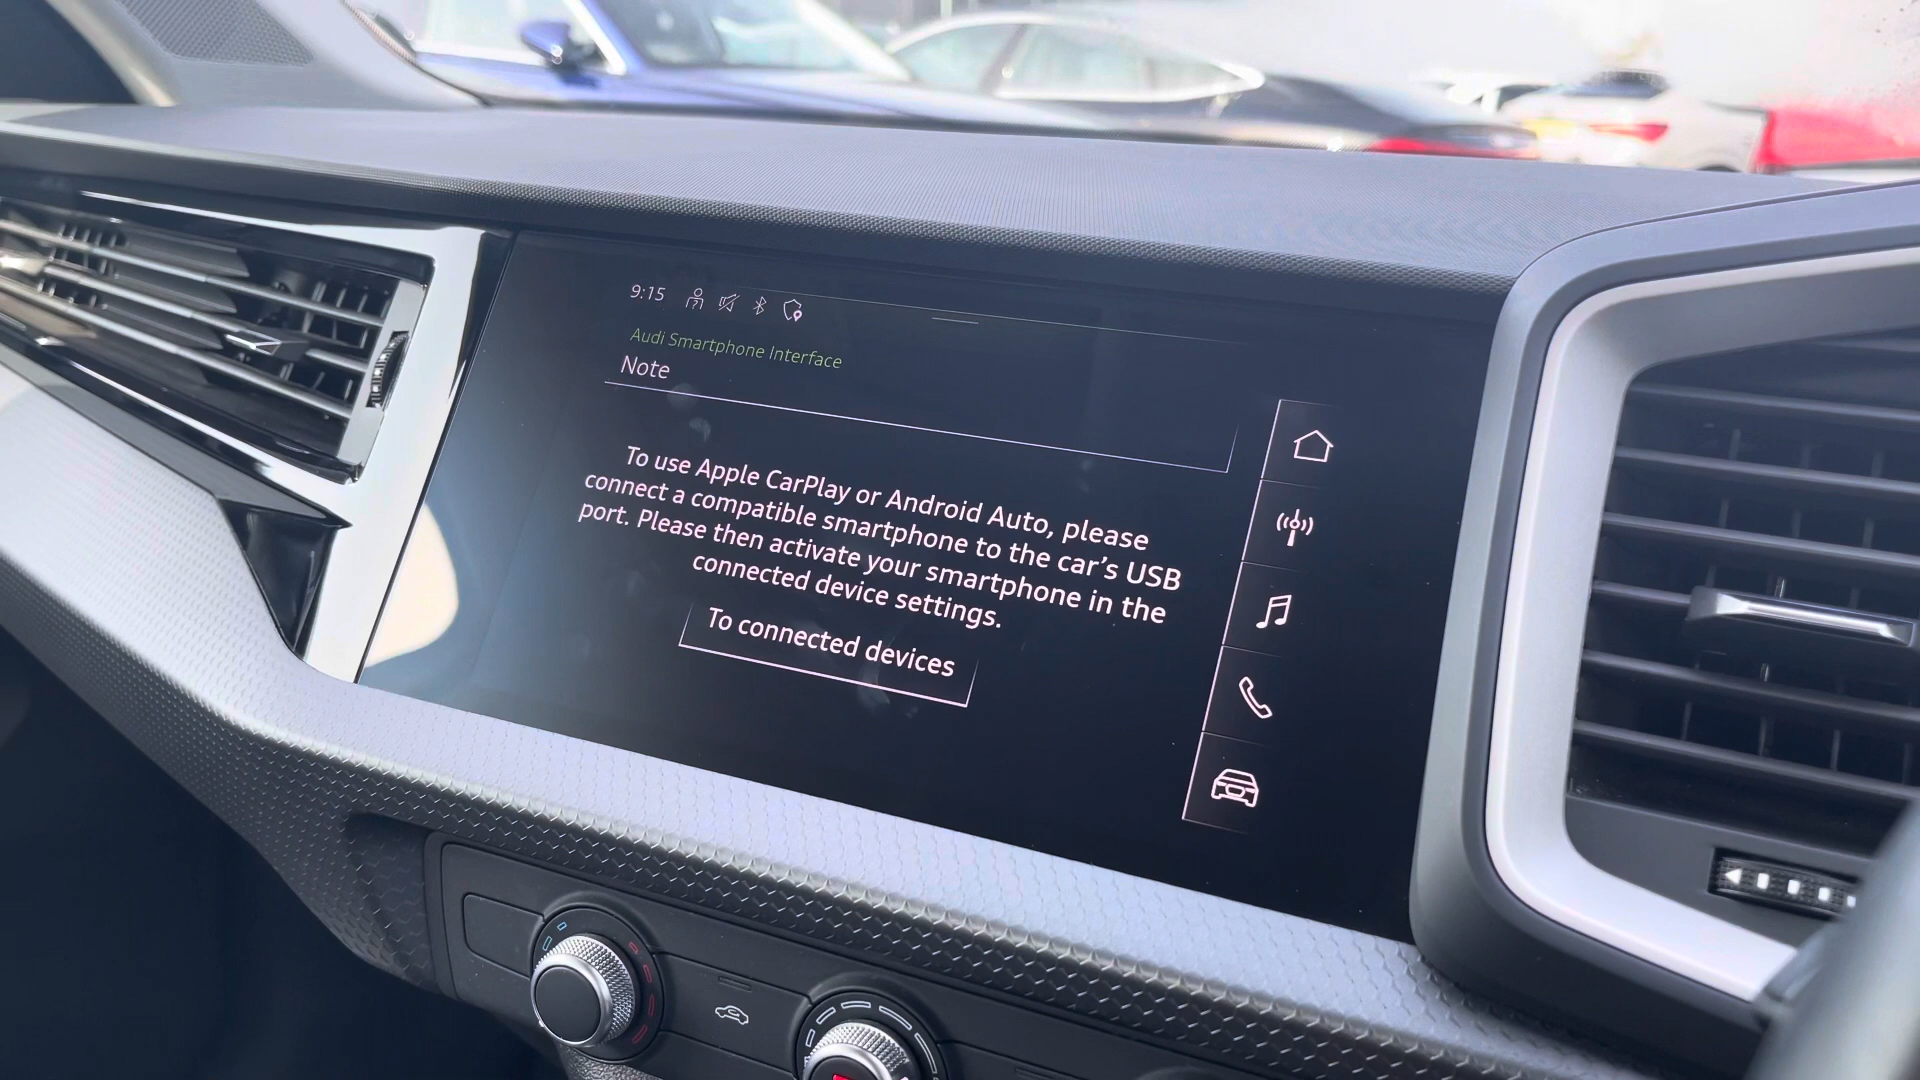 9:15
Audi Smartphone Interface
Note
To use Apple CarPlay or Android Auto, please
connect a compatible smartphone to the car's USB
port. Please then activate your smartphone in the
connected device settings.
To connected devices